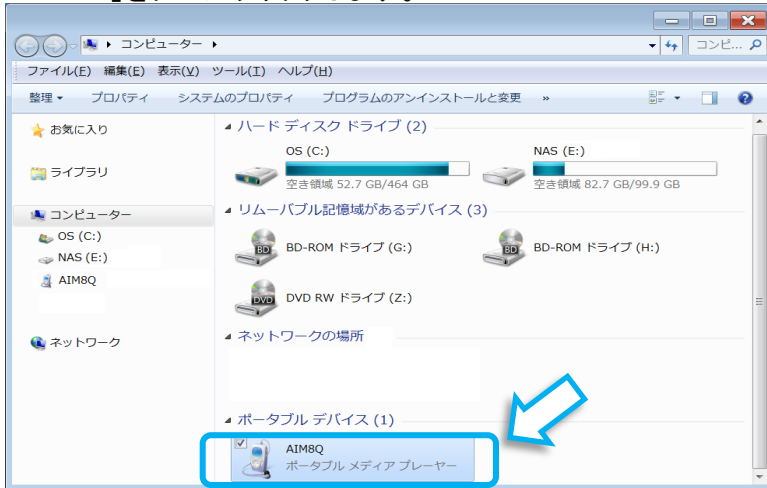 コンピューター
コンピ...
ファイル(F) 編集(E) 表示(V) ツール(T) ヘルプ(H)
整理 プロパティ システムのプロパティ プログラムのアンインストールと変更 »
お気に入り
ライブラリ
コンピューター
OS (C:)
NAS (E:)
AIM8Q
ネットワーク
ハード ディスク ドライブ (2)
OS (C:)
空き領域 52.7 GB/464 GB
NAS (E:)
空き領域 82.7 GB/99.9 GB
リムーバブル記憶域があるデバイス (3)
BD
BD-ROM ドライブ (G:)
BD
BD-ROM ドライブ (H:)
DVD
DVD RW ドライブ (Z:)
ネットワークの場所
ポータブル デバイス (1)
AIM8Q
ポータブル メディア プレーヤー